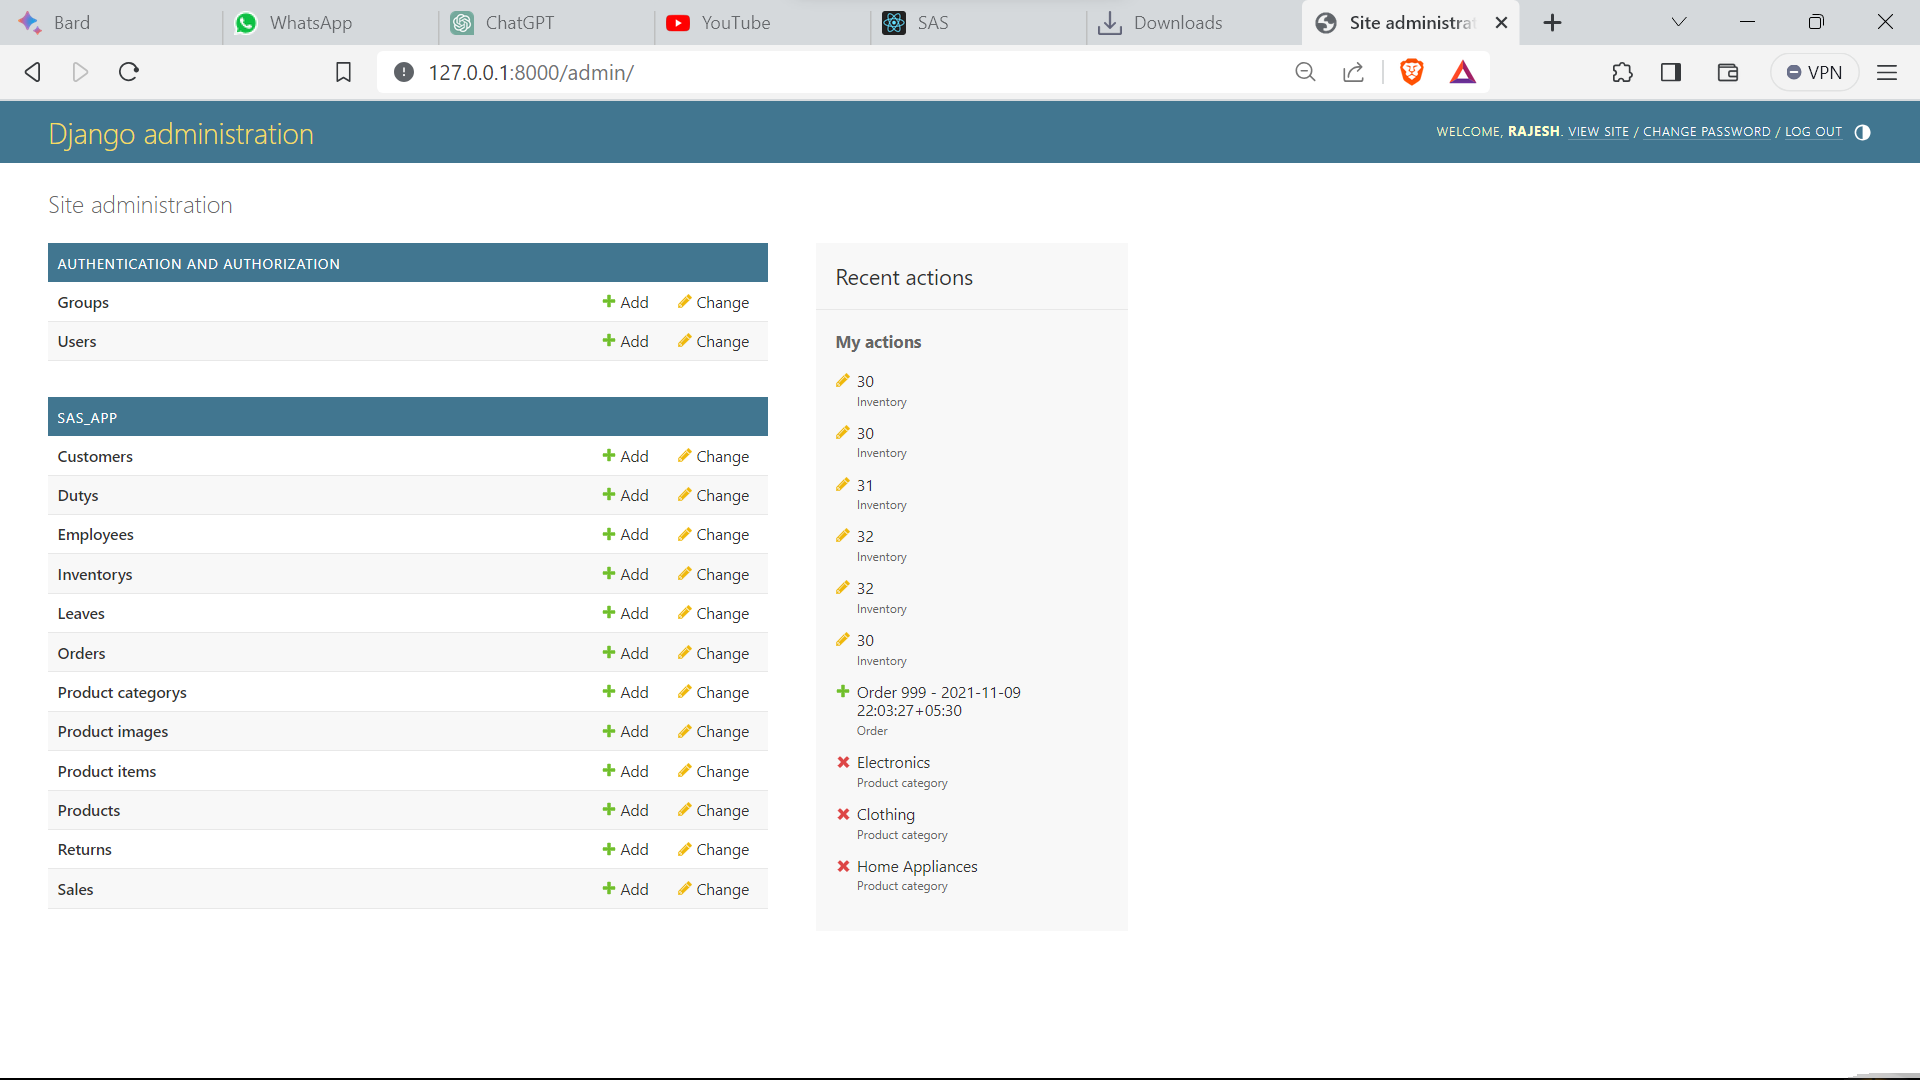 Bard
WhatsApp
ChatGPT
YouTube
SAS
Downloads
Site administra
127.0.0.1:8000/admin/
VPN
Django administration
WELCOME, RAJESH. VIEW SITE / CHANGE PASSWORD / LOG OUT
Site administration
AUTHENTICATION AND AUTHORIZATION
Groups Add Change
Users Add Change
SAS_APP
Customers Add Change
Dutys Add Change
Employees Add Change
Inventorys Add Change
Leaves Add Change
Orders Add Change
Product categorys Add Change
Product images Add Change
Product items Add Change
Products Add Change
Returns Add Change
Sales Add Change
Recent actions
My actions
30
Inventory
30
Inventory
31
Inventory
32
Inventory
32
Inventory
30
Inventory
Order 999 - 2021-11-09
22:03:27+05:30
Order
Electronics
Product category
Clothing
Product category
Home Appliances
Product category